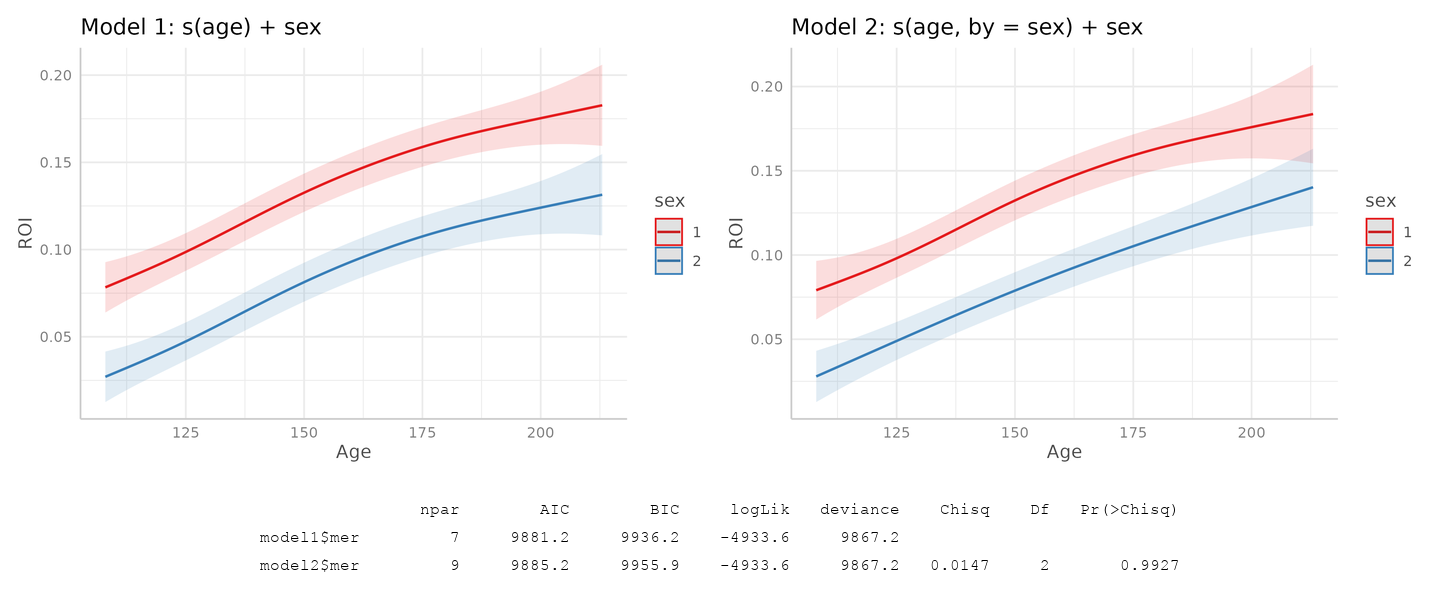 Model 1: s(age) + sex
0.20
0.15
0.10
0.05
ROI
125 150 175 200
Age
sex
1
2
Model 2: s(age, by = sex) + sex
0.20
0.15
0.10
0.05
ROI
125 150 175 200
Age
sex
1
2
npar AIC BIC logLik deviance Chisq Df Pr(>Chisq)
model1$mer 7 9881.2 9936.2 -4933.6 9867.2
model2$mer 9 9885.2 9955.9 -4933.6 9867.2 0.0147 2 0.9927